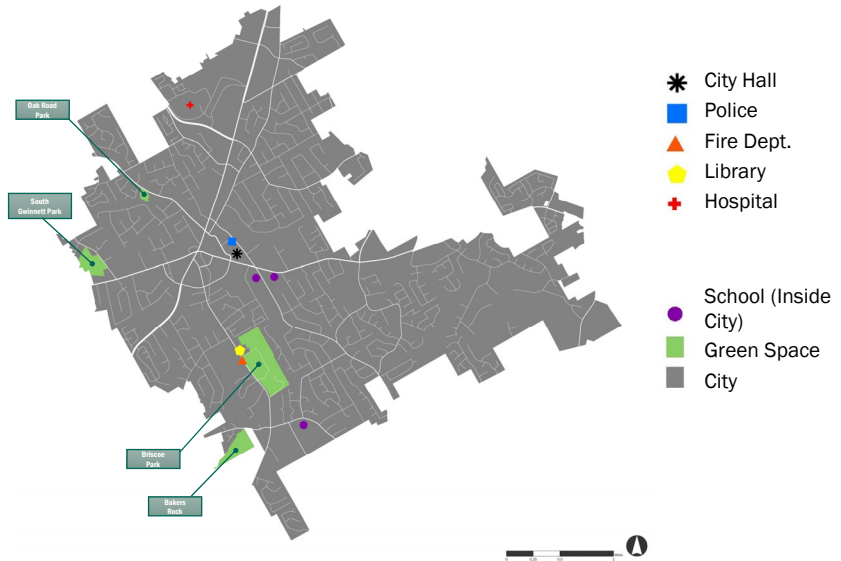 City Hall
Police
Fire Dept.
Library
Hospital
School (Inside
City)
Green Space
City
Oak Road
Park
South
Gwinnett Park
Briscoe
Park
Bakers
Rock